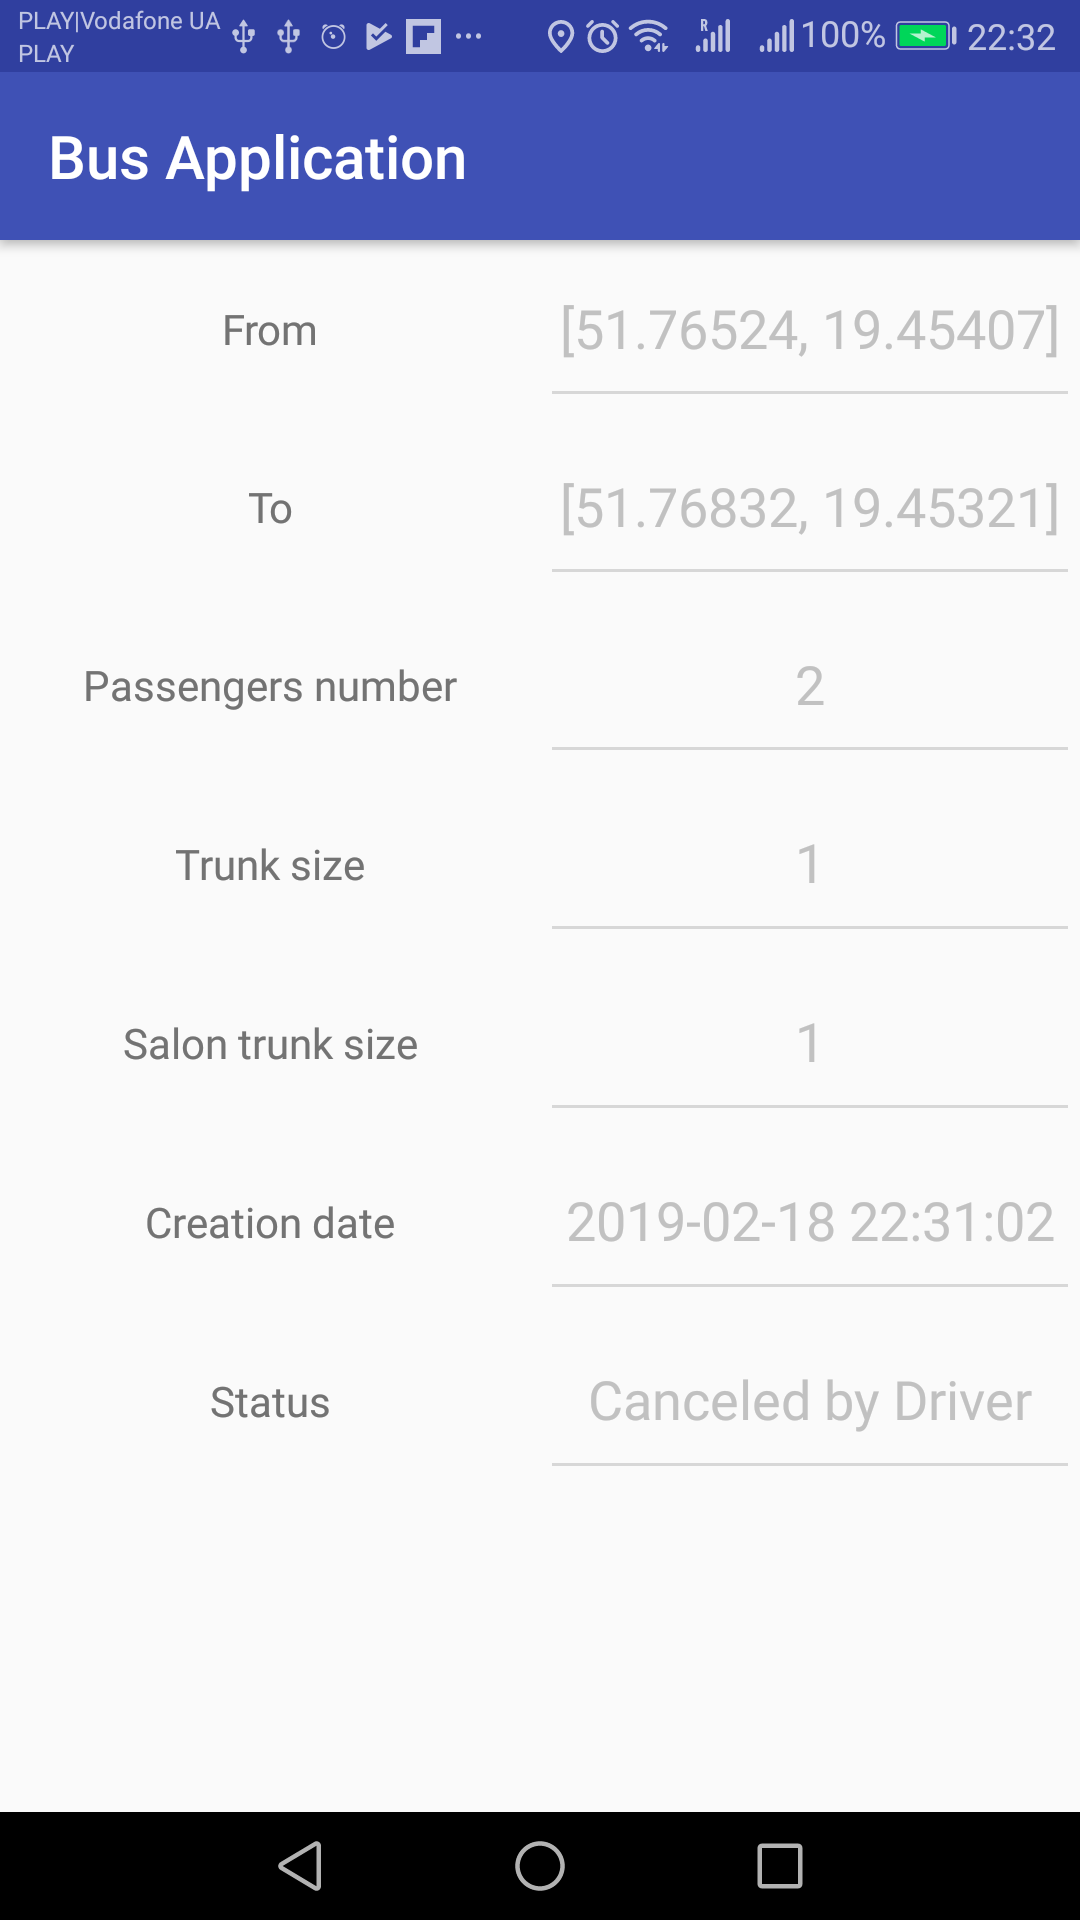 PLAY|Vodafone UA
PLAY
R
100%
22:32
Bus Application
From
[51.76524, 19.45407]
To
[51.76832, 19.45321]
Passengers number
2
Trunk size
1
Salon trunk size
1
Creation date
2019-02-18 22:31:02
Status
Canceled by Driver